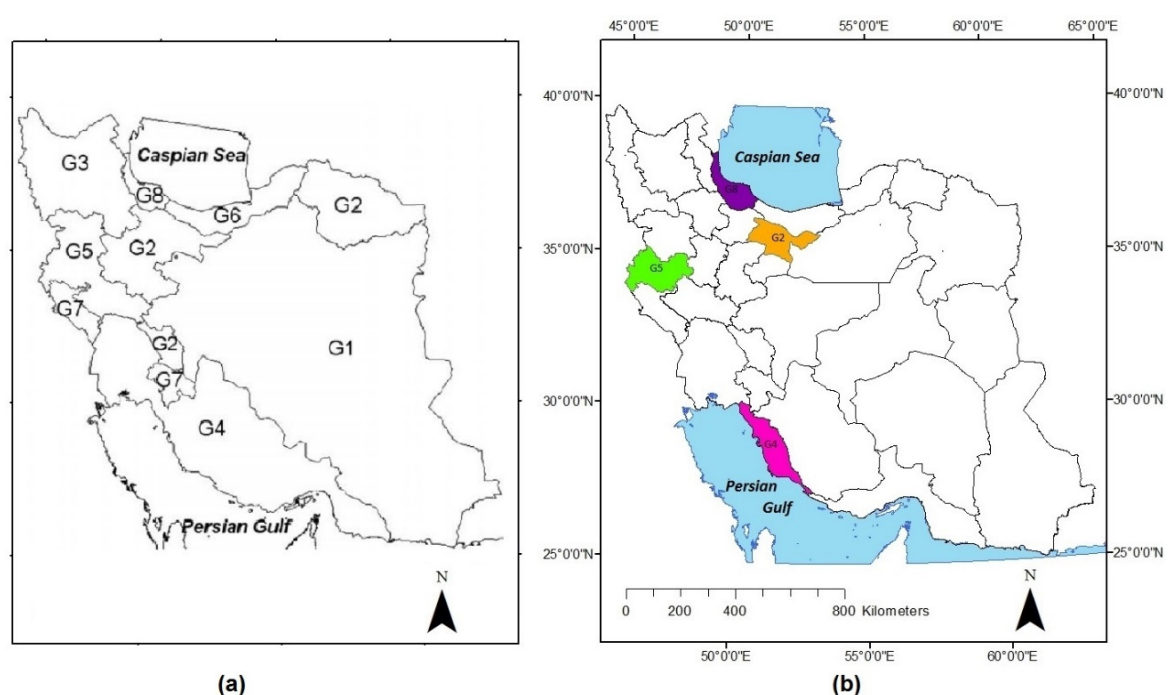 Caspian Sea
G3
G8
G6
G2
G5
G2
G7
G2
G7
G1
G4
Persian Gulf
N
(a)
45°0'0"E 50°0'0"E 55°0'0"E 60°0'0"E 65°0'0"E
40°0'0"N 40°0'0"N
35°0'0"N 35°0'0"N
30°0'0"N 30°0'0"N
25°0'0"N 25°0'0"N
Caspian Sea
G8
G2
G5
G4
Persian
Gulf
0 200 400 800 Kilometers
N
50°0'0"E 55°0'0"E 60°0'0"E
(b)